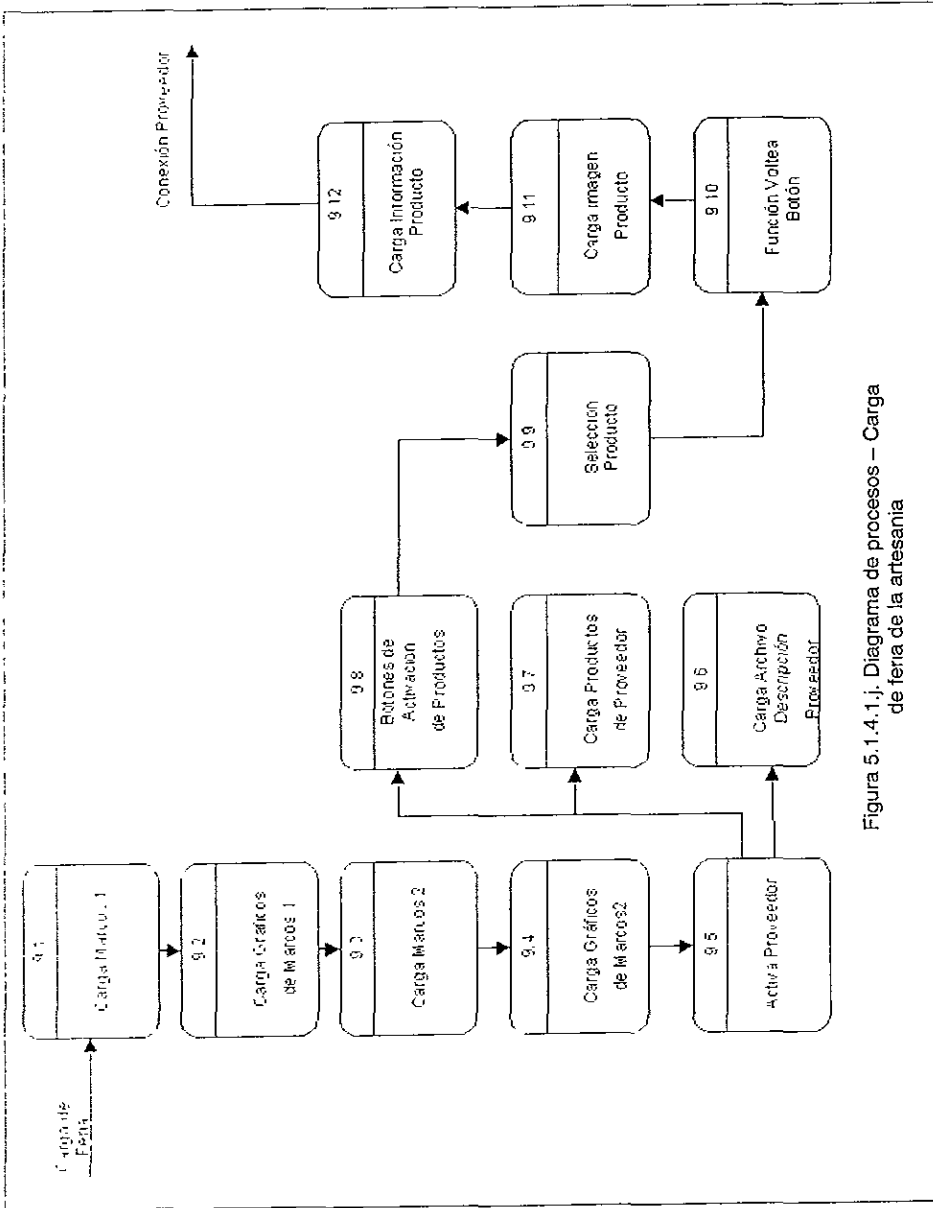 Carga de
Feria
9.1
Carga Marcos 1
9.2
Carga Gráficos
de Marcos 1
9.3
Carga Marcos 2
9.4
Carga Gráficos
de Marcos2
9.5
Activa Proveedor
9.6
Carga Archivo
Descripción
Proveedor
9.7
Carga Productos
de Proveedor
9.8
Botones de
Activacion
de Productos
9.9
Seleccion
Producto
9.10
Función Voltea
Botón
9.11
Carga Imagen
Producto
9.12
Carga Información
Producto
Conexión Proveedor
Figura 5.1.4.1.j. Diagrama de procesos – Carga
de feria de la artesania